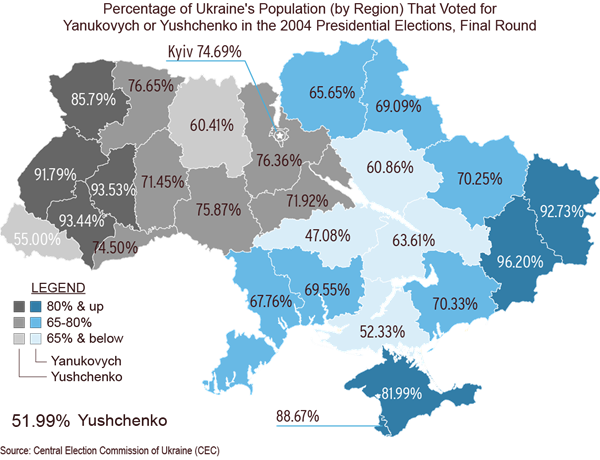 Percentage of Ukraine's Population (by Region) That Voted for
Yanukovych or Yushchenko in the 2004 Presidential Elections, Final Round
Kyiv 74.69%
85.79%
76.65%
60.41%
65.65%
69.09%
76.36%
60.86%
70.25%
91.79%
93.53%
71.45%
92.73%
93.44%
75.87%
71.92%
55.00%
74.50%
47.08%
63.61%
96.20%
LEGEND
80% & up
65-80%
65% & below
Yanukovych
Yushchenko
67.76%
69.55%
70.33%
52.33%
81.99%
88.67%
51.99% Yushchenko
Source: Central Election Commission of Ukraine (CEC)